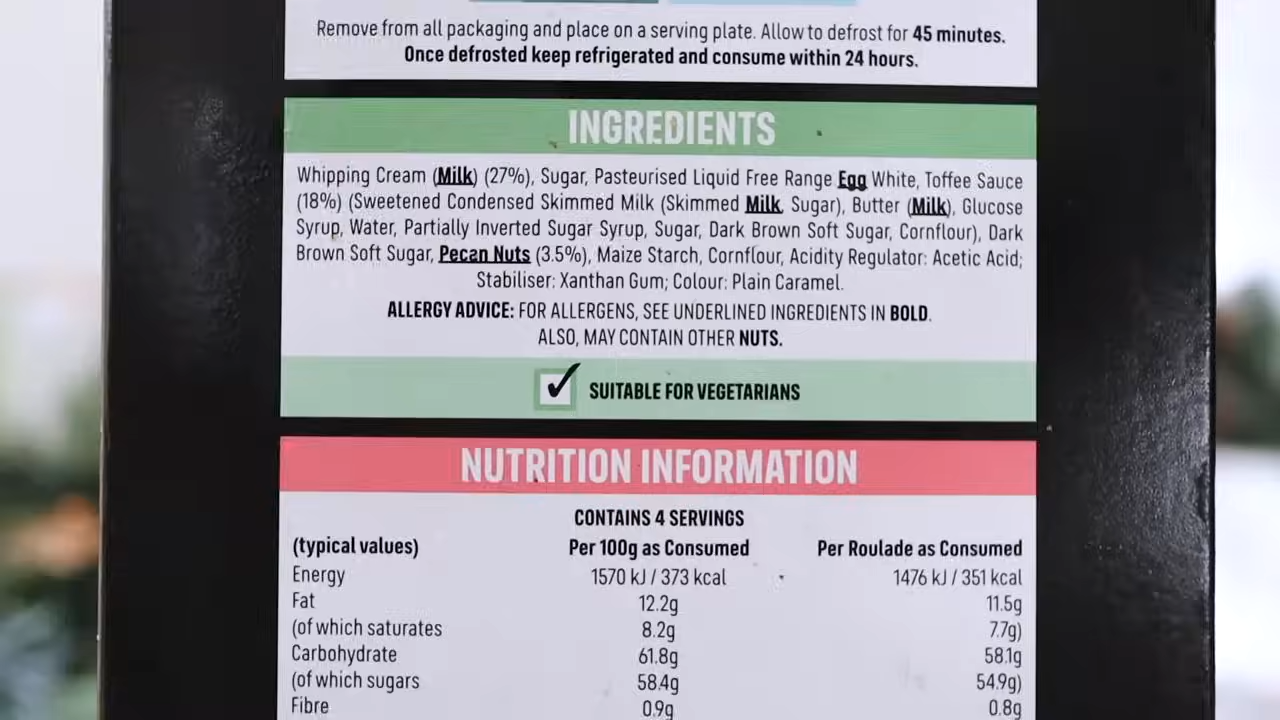 Remove from all packaging and place on a serving plate. Allow to defrost for 45 minutes.
Once defrosted keep refrigerated and consume within 24 hours.
INGREDIENTS
Whipping Cream (Milk) (27%), Sugar, Pasteurised Liquid Free Range Egg White, Toffee Sauce
(18%) (Sweetened Condensed Skimmed Milk (Skimmed Milk, Sugar), Butter (Milk), Glucose
Syrup, Water, Partially Inverted Sugar Syrup, Sugar, Dark Brown Soft Sugar, Cornflour), Dark
Brown Soft Sugar, Pecan Nuts (3.5%), Maize Starch, Cornflour, Acidity Regulator: Acetic Acid;
Stabiliser: Xanthan Gum; Colour: Plain Caramel.
ALLERGY ADVICE: FOR ALLERGENS, SEE UNDERLINED INGREDIENTS IN BOLD.
ALSO, MAY CONTAIN OTHER NUTS.
SUITABLE FOR VEGETARIANS
NUTRITION INFORMATION
CONTAINS 4 SERVINGS
(typical values) Per 100g as Consumed Per Roulade as Consumed
Energy 1570 kJ / 373 kcal 1476 kJ / 351 kcal
Fat 12.2g 11.5g
(of which saturates 8.2g 7.7g)
Carbohydrate 61.8g 58.1g
(of which sugars 58.4g 54.9g)
Fibre 0.9g 0.8g